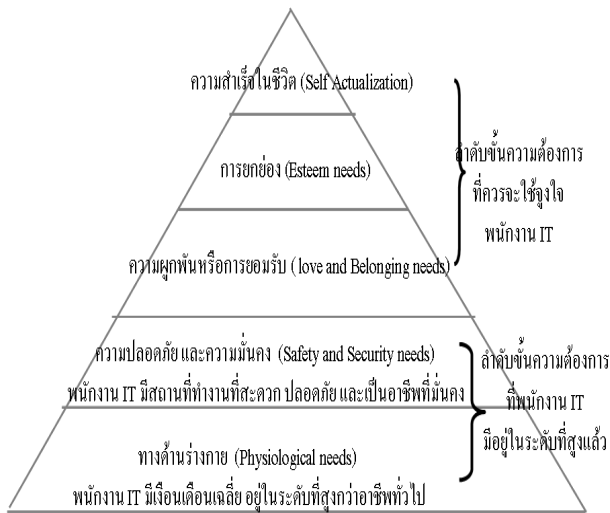 ความสำเร็จในชีวิต (Self Actualization)
การยกย่อง (Esteem needs)
ความผูกพันหรือการยอมรับ ( love and Belonging needs)
ความปลอดภัย และความมั่นคง (Safety and Security needs)
พนักงาน IT มีสถานที่ทำงานที่สะดวก ปลอดภัย และเป็นอาชีพที่มั่นคง
ทางด้านร่างกาย (Physiological needs)
พนักงาน IT มีเงินเดือนเฉลี่ย อยู่ในระดับที่สูงกว่าอาชีพทั่วไป
ลำดับขั้นความต้องการ
ที่ควรจะใช้จูงใจ
พนักงาน IT
ลำดับขั้นความต้องการ
ที่พนักงาน IT
มีอยู่ในระดับที่สูงแล้ว